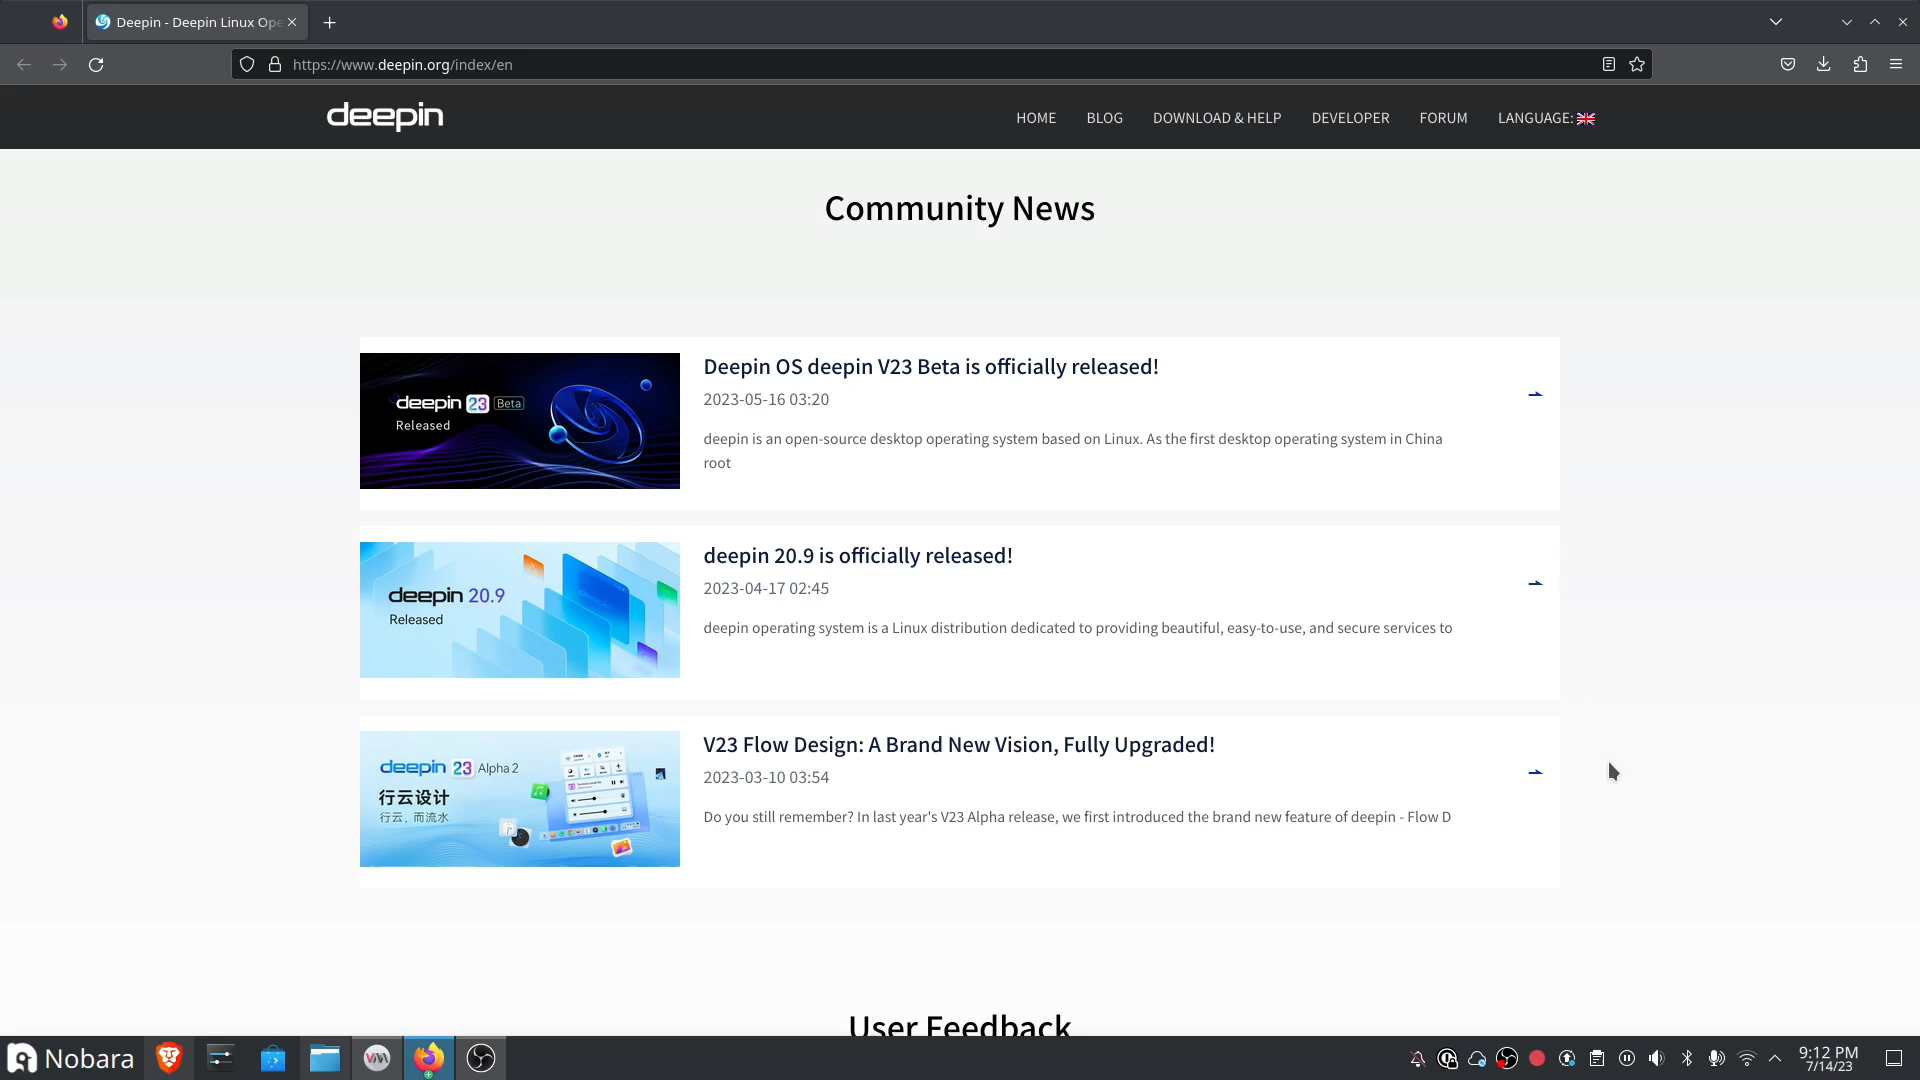 Deepin - Deepin Linux Ope
https://www.deepin.org/index/en
deepin
HOME
BLOG
DOWNLOAD & HELP
DEVELOPER
FORUM
LANGUAGE:
Community News
deepin 23 Beta
Released
Deepin OS deepin V23 Beta is officially released!
2023-05-16 03:20
deepin is an open-source desktop operating system based on Linux. As the first desktop operating system in China
root
deepin 20.9
Released
deepin 20.9 is officially released!
2023-04-17 02:45
deepin operating system is a Linux distribution dedicated to providing beautiful, easy-to-use, and secure services to
deepin 23 Alpha 2
行云设计
行云，而流水
V23 Flow Design: A Brand New Vision, Fully Upgraded!
2023-03-10 03:54
Do you still remember? In last year's V23 Alpha release, we first introduced the brand new feature of deepin - Flow D
User Feedback
Nobara
9:12 PM
7/14/23